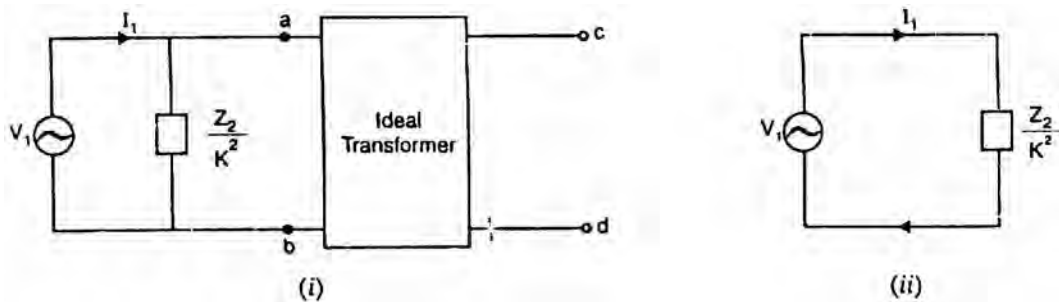 I₁
a
c
V₁
Z₂
K²
Ideal
Transformer
b
d
(i)
I₁
V₁
Z₂
K²
(ii)